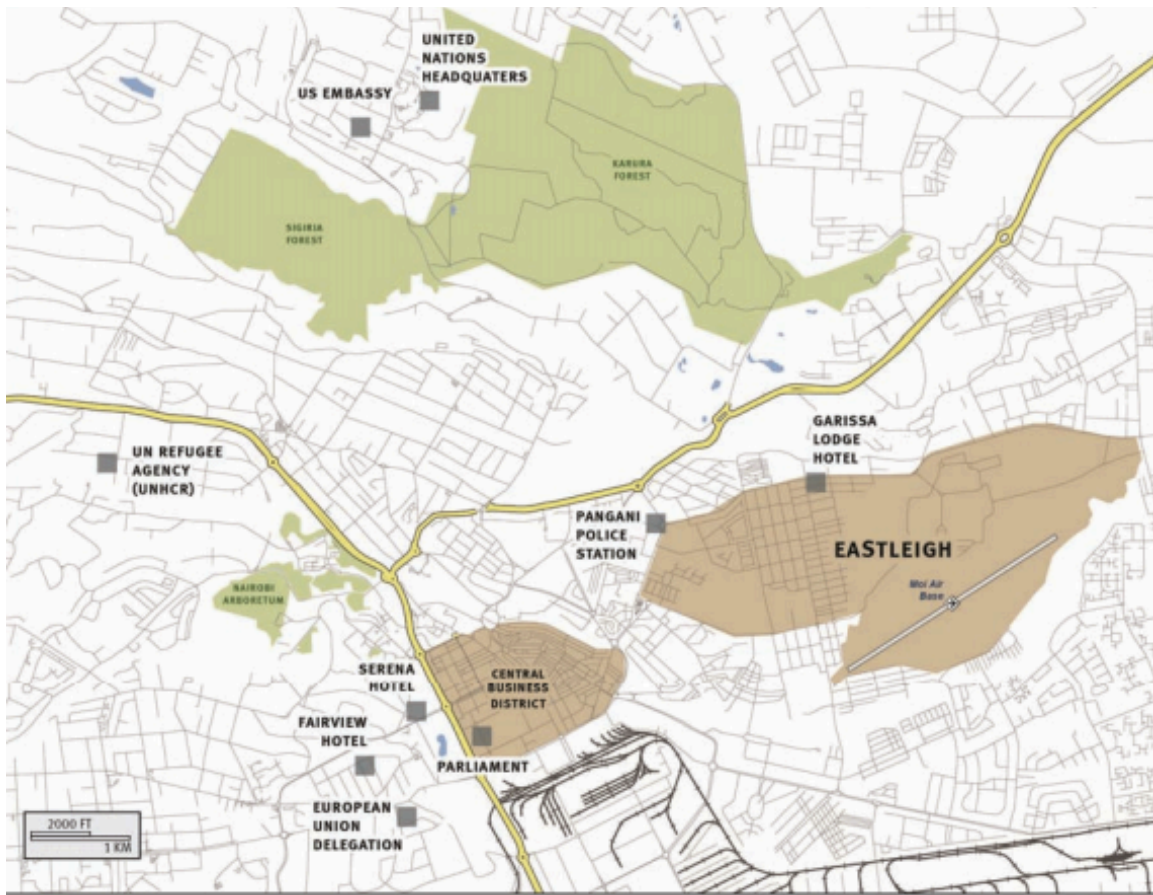 UNITED
NATIONS
HEADQUATERS
US EMBASSY
KARURA
FOREST
SIGIRIA
FOREST
GARISSA
LODGE
HOTEL
UN REFUGEE
AGENCY
(UNHCR)
PANGANI
POLICE
STATION
EASTLEIGH
Moi Air
Base
NAIROBI
ARBORETUM
SERENA
HOTEL
CENTRAL
BUSINESS
DISTRICT
FAIRVIEW
HOTEL
PARLIAMENT
EUROPEAN
UNION
DELEGATION
2000 FT
1 KM